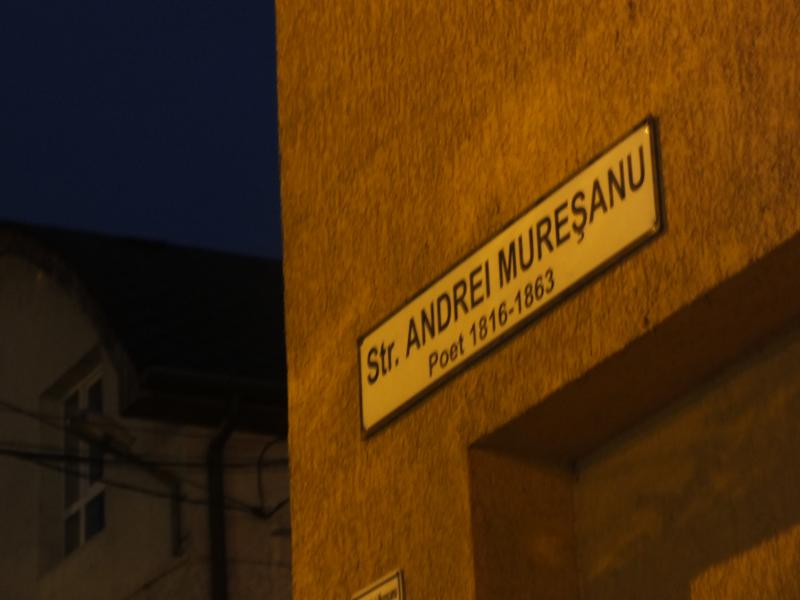 Str. ANDREI MUREŞANU
Poet 1816-1863